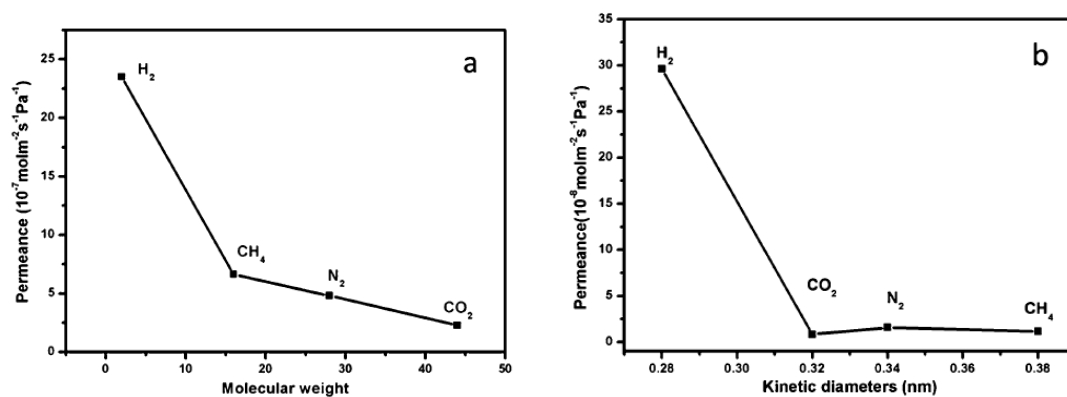 a
25
20
15
10
5
0
Permeance (10⁻⁷molm⁻²s⁻¹Pa⁻¹)
H₂
CH₄
N₂
CO₂
0 10 20 30 40 50
Molecular weight
b
35
30
25
20
15
10
5
0
Permeance(10⁻⁸molm⁻²s⁻¹Pa⁻¹)
H₂
CO₂
N₂
CH₄
0.28 0.30 0.32 0.34 0.36 0.38
Kinetic diameters (nm)